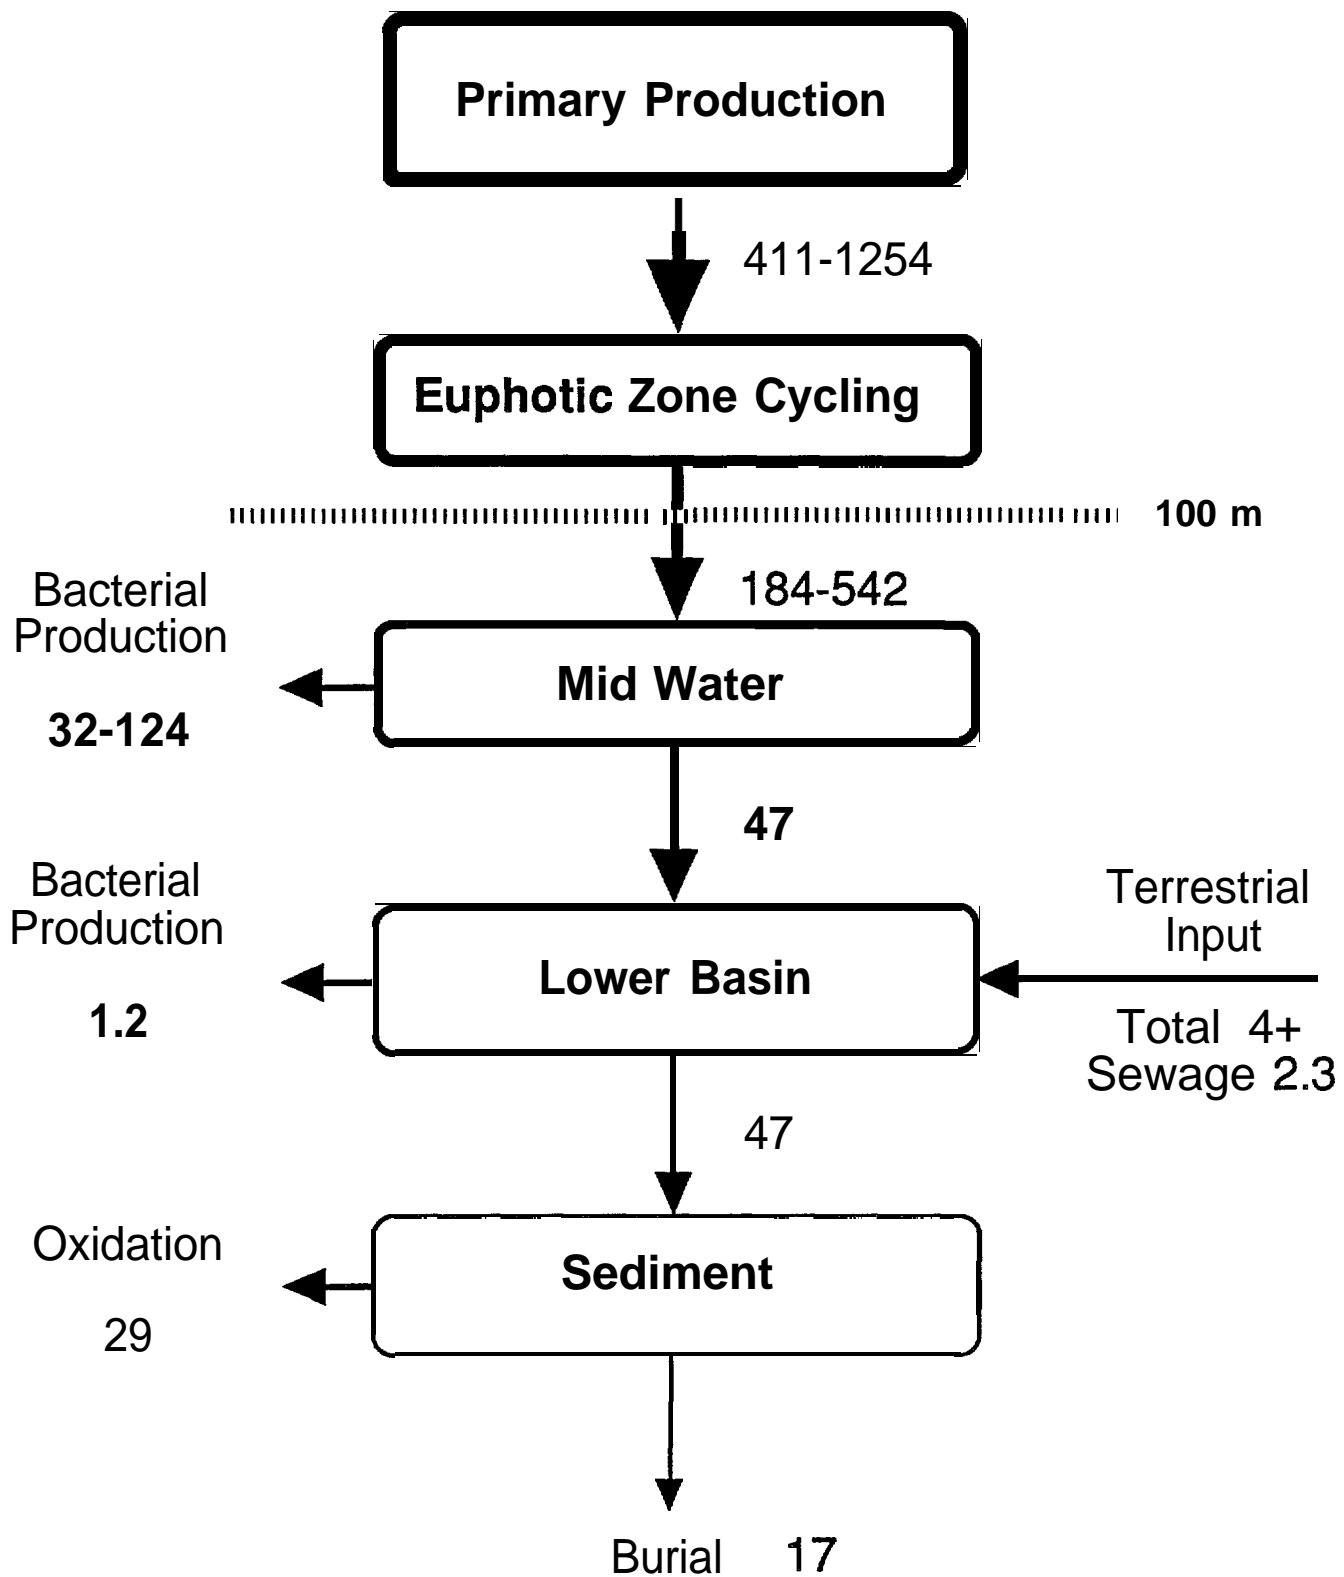 Primary Production
411-1254
Euphotic Zone Cycling
100 m
184-542
Bacterial
Production
32-124
Mid Water
47
Bacterial
Production
1.2
Lower Basin
Terrestrial
Input
Total 4+
Sewage 2.3
47
Oxidation
29
Sediment
Burial 17